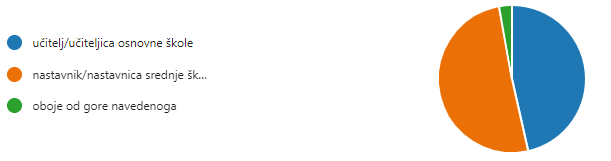 učitelj/učiteljica osnovne škole
nastavnik/nastavnica srednje šk...
oboje od gore navedenoga